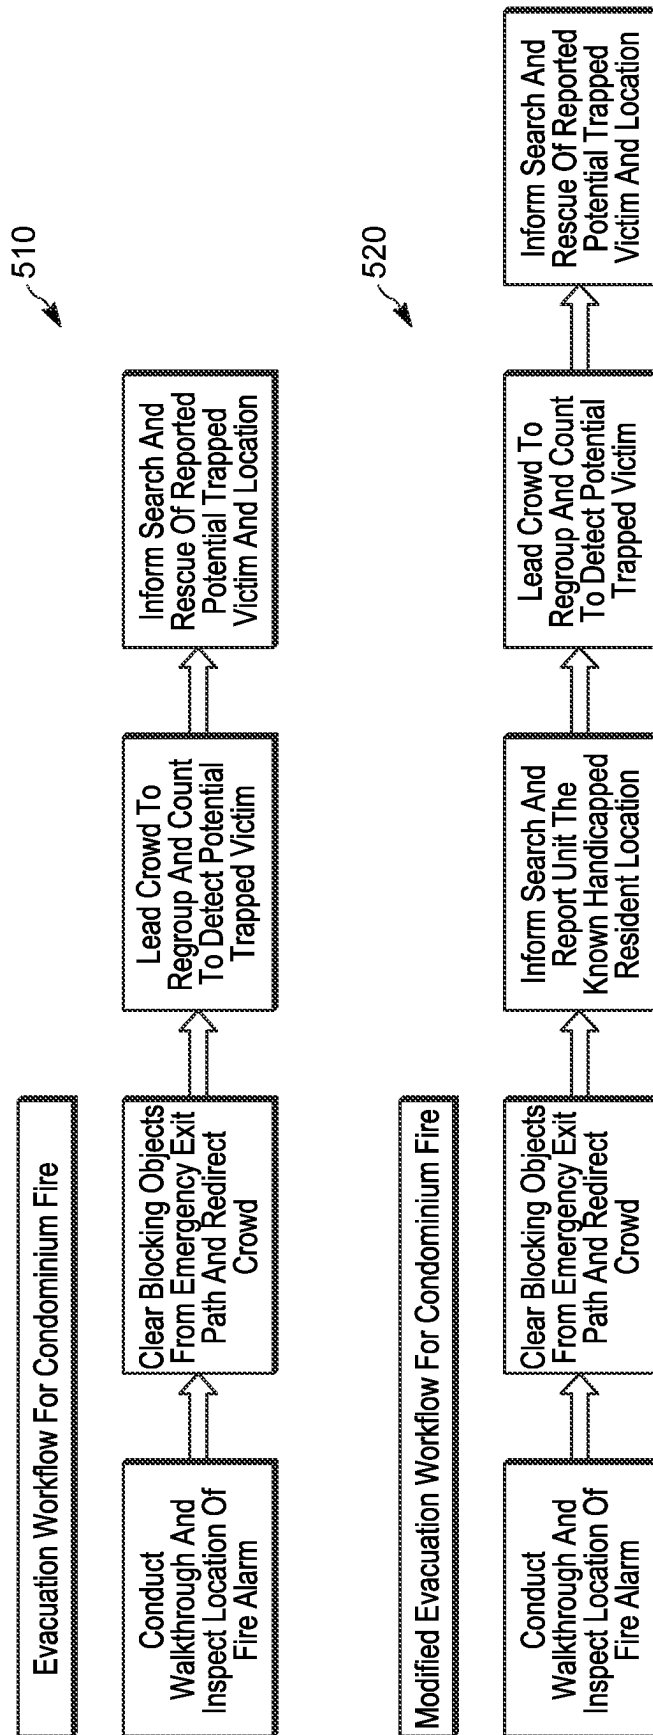 Evacuation Workflow For Condominium Fire
510
Conduct
Walkthrough And
Inspect Location Of
Fire Alarm
Clear Blocking Objects
From Emergency Exit
Path And Redirect
Crowd
Lead Crowd To
Regroup And Count
To Detect Potential
Trapped Victim
Inform Search And
Rescue Of Reported
Potential Trapped
Victim And Location
Modified Evacuation Workflow For Condominium Fire
520
Conduct
Walkthrough And
Inspect Location Of
Fire Alarm
Clear Blocking Objects
From Emergency Exit
Path And Redirect
Crowd
Inform Search And
Report Unit The
Known Handicapped
Resident Location
Lead Crowd To
Regroup And Count
To Detect Potential
Trapped Victim
Inform Search And
Rescue Of Reported
Potential Trapped
Victim And Location